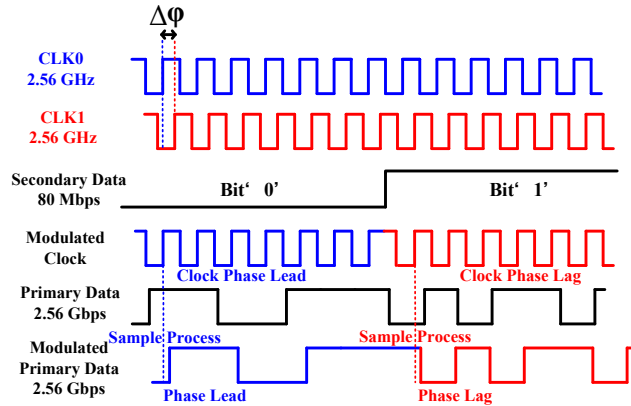 Δφ
CLK0
2.56 GHz
CLK1
2.56 GHz
Secondary Data
80 Mbps
Bit‘ 0’
Bit‘ 1’
Modulated
Clock
Clock Phase Lead
Clock Phase Lag
Primary Data
2.56 Gbps
Sample Process
Sample Process
Modulated
Primary Data
2.56 Gbps
Phase Lead
Phase Lag